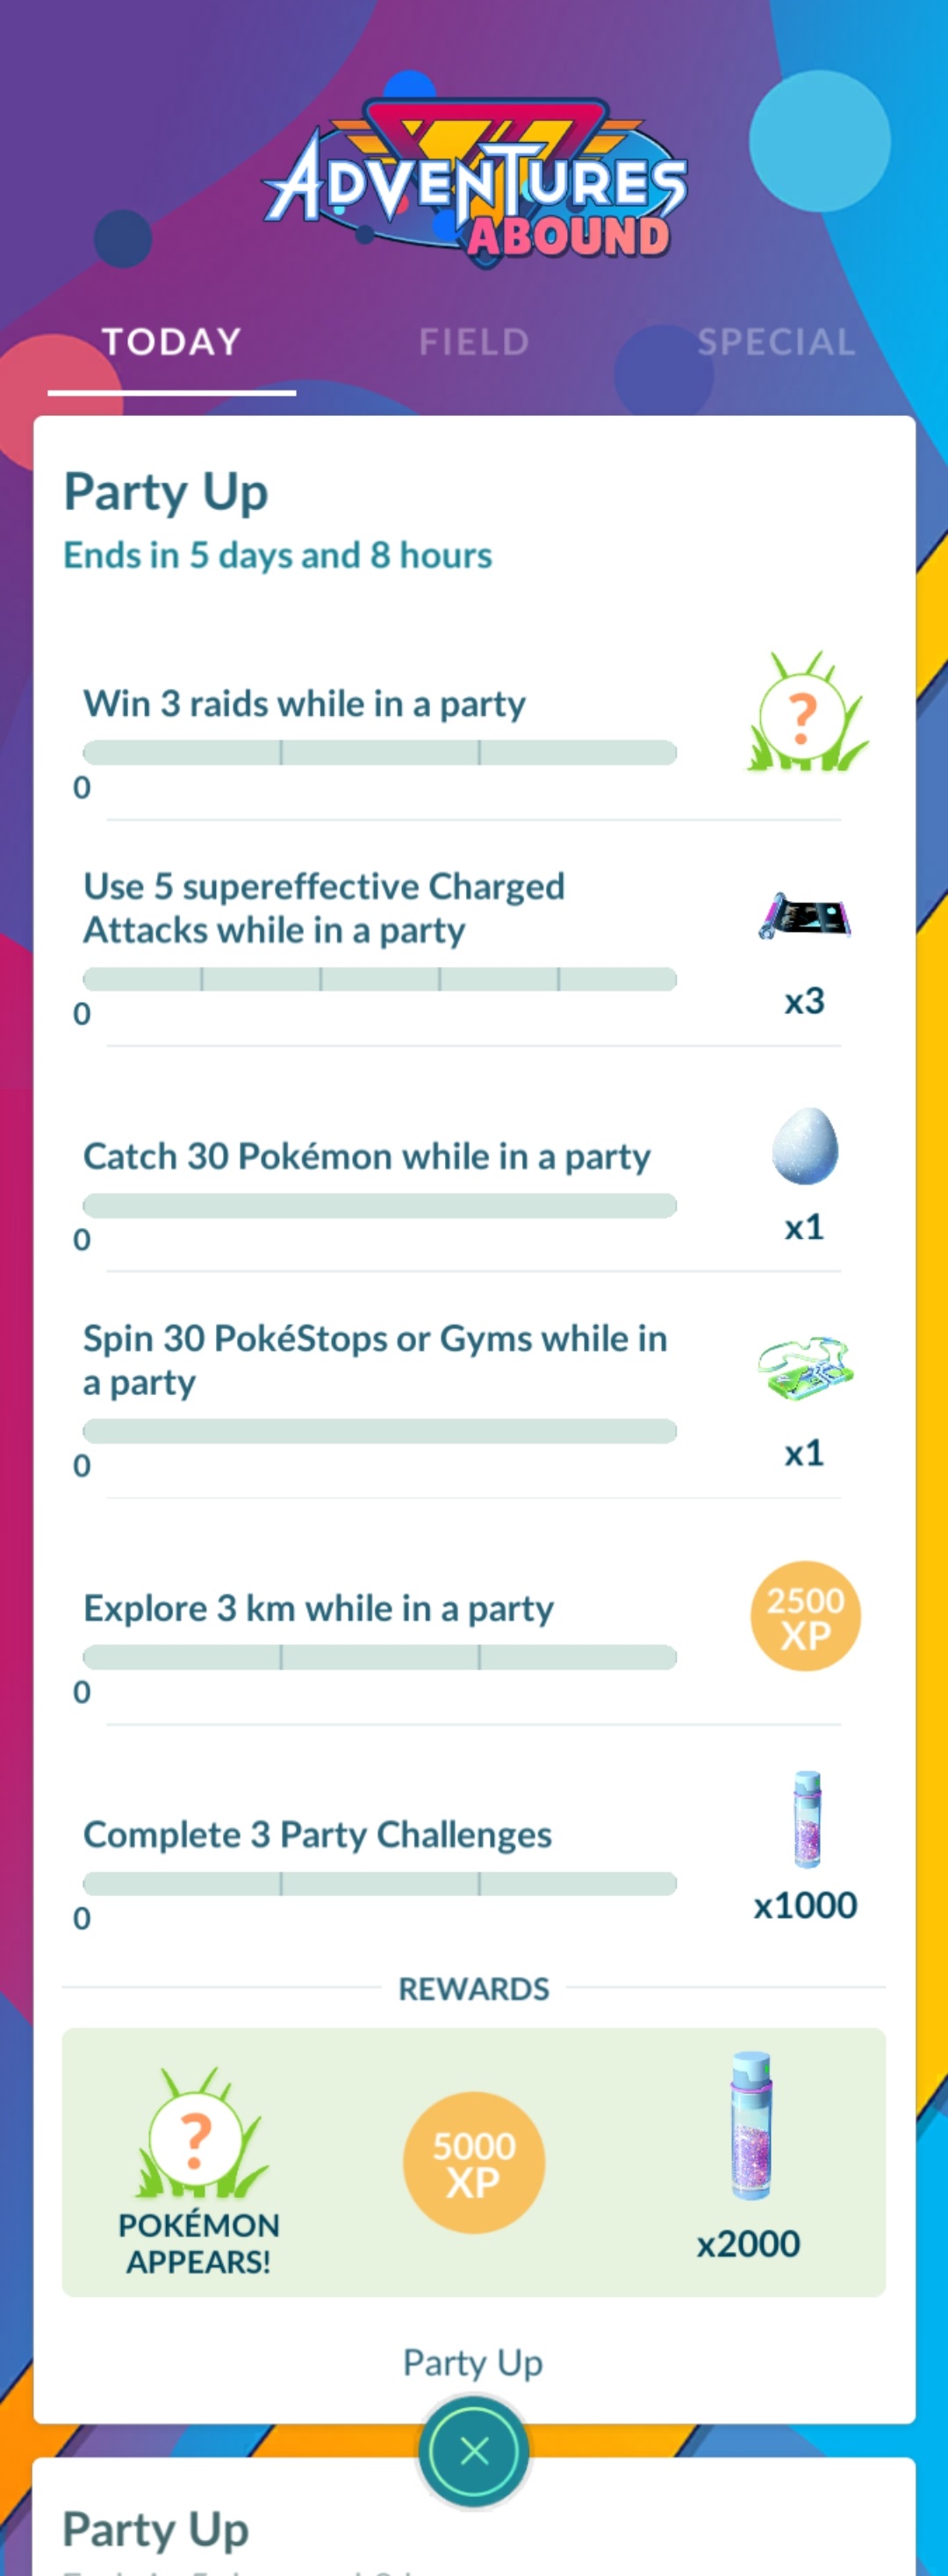 ADVENTURES
ABOUND
TODAY FIELD SPECIAL
Party Up
Ends in 5 days and 8 hours
Win 3 raids while in a party
?
0
Use 5 supereffective Charged
Attacks while in a party
0
x3
Catch 30 Pokémon while in a party
0
x1
Spin 30 PokéStops or Gyms while in
a party
0
x1
Explore 3 km while in a party
2500
XP
0
Complete 3 Party Challenges
0
x1000
REWARDS
?
POKÉMON
APPEARS!
5000
XP
x2000
Party Up
Party Up